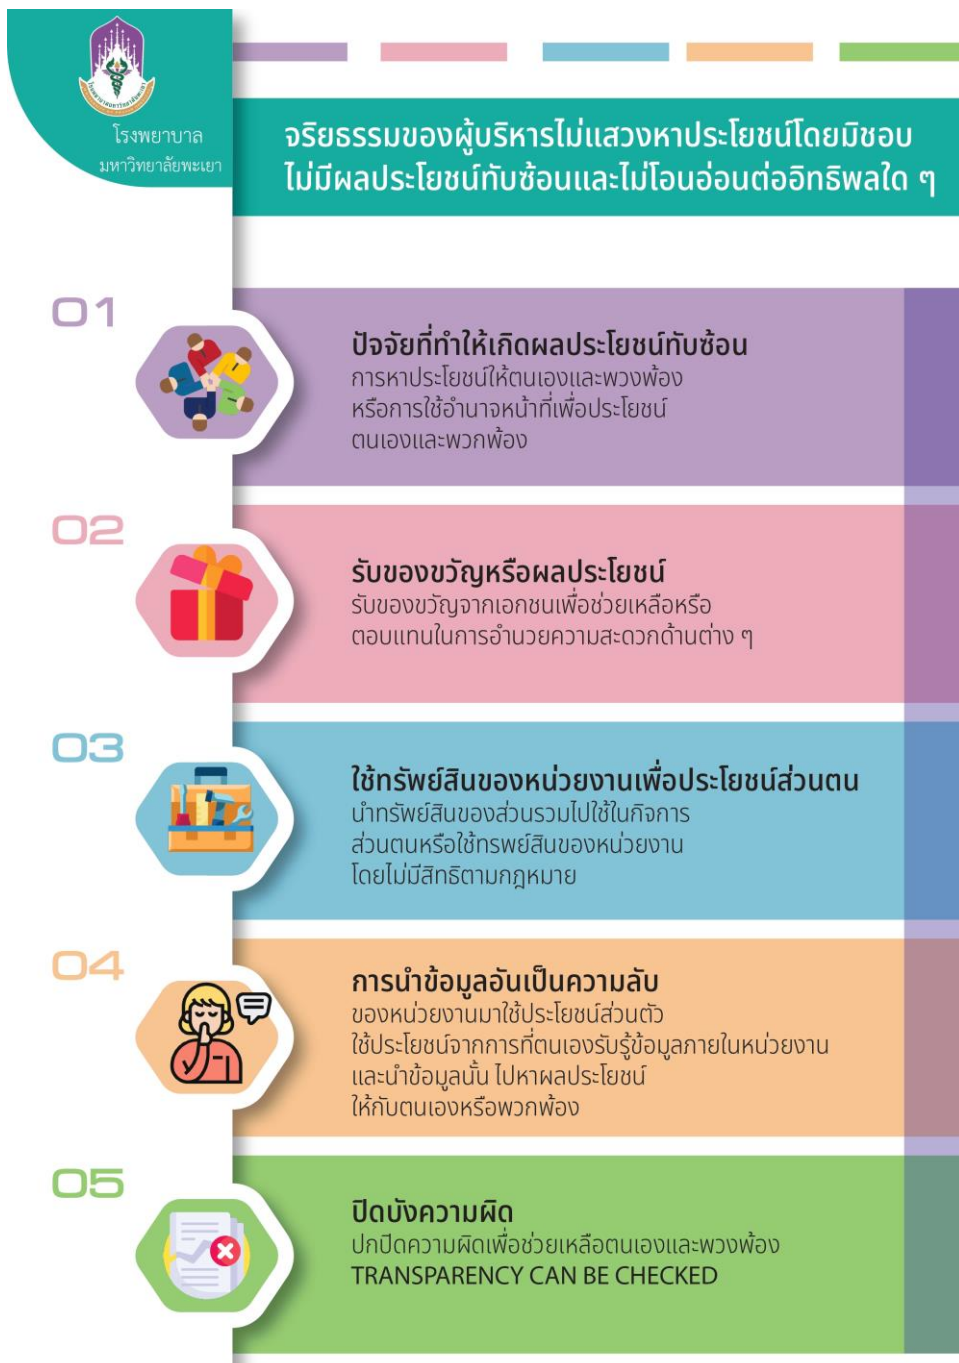 โรงพยาบาล
มหาวิทยาลัยพะเยา
จริยธรรมของผู้บริหารไม่แสวงหาประโยชน์โดยมิชอบ
ไม่มีผลประโยชน์ทับซ้อนและไม่โอนอ่อนต่ออิทธิพลใด ๆ
01
ปัจจัยที่ทำให้เกิดผลประโยชน์ทับซ้อน
การหาประโยชน์ให้ตนเองและพวงพ้อง
หรือการใช้อำนาจหน้าที่เพื่อประโยชน์
ตนเองและพวกพ้อง
02
รับของขวัญหรือผลประโยชน์
รับของขวัญจากเอกชนเพื่อช่วยเหลือหรือ
ตอบแทนในการอำนวยความสะดวกด้านต่าง ๆ
03
ใช้ทรัพย์สินของหน่วยงานเพื่อประโยชน์ส่วนตน
นำทรัพย์สินของส่วนรวมไปใช้ในกิจการ
ส่วนตนหรือใช้ทรพย์สินของหน่วยงาน
โดยไม่มีสิทธิตามกฎหมาย
04
การนำข้อมูลอันเป็นความลับ
ของหน่วยงานมาใช้ประโยชน์ส่วนตัว
ใช้ประโยชน์จากการที่ตนเองรับรู้ข้อมูลภายในหน่วยงาน
และนำข้อมูลนั้น ไปหาผลประโยชน์
ให้กับตนเองหรือพวกพ้อง
05
ปิดบังความผิด
ปกปิดความผิดเพื่อช่วยเหลือตนเองและพวงพ้อง
TRANSPARENCY CAN BE CHECKED